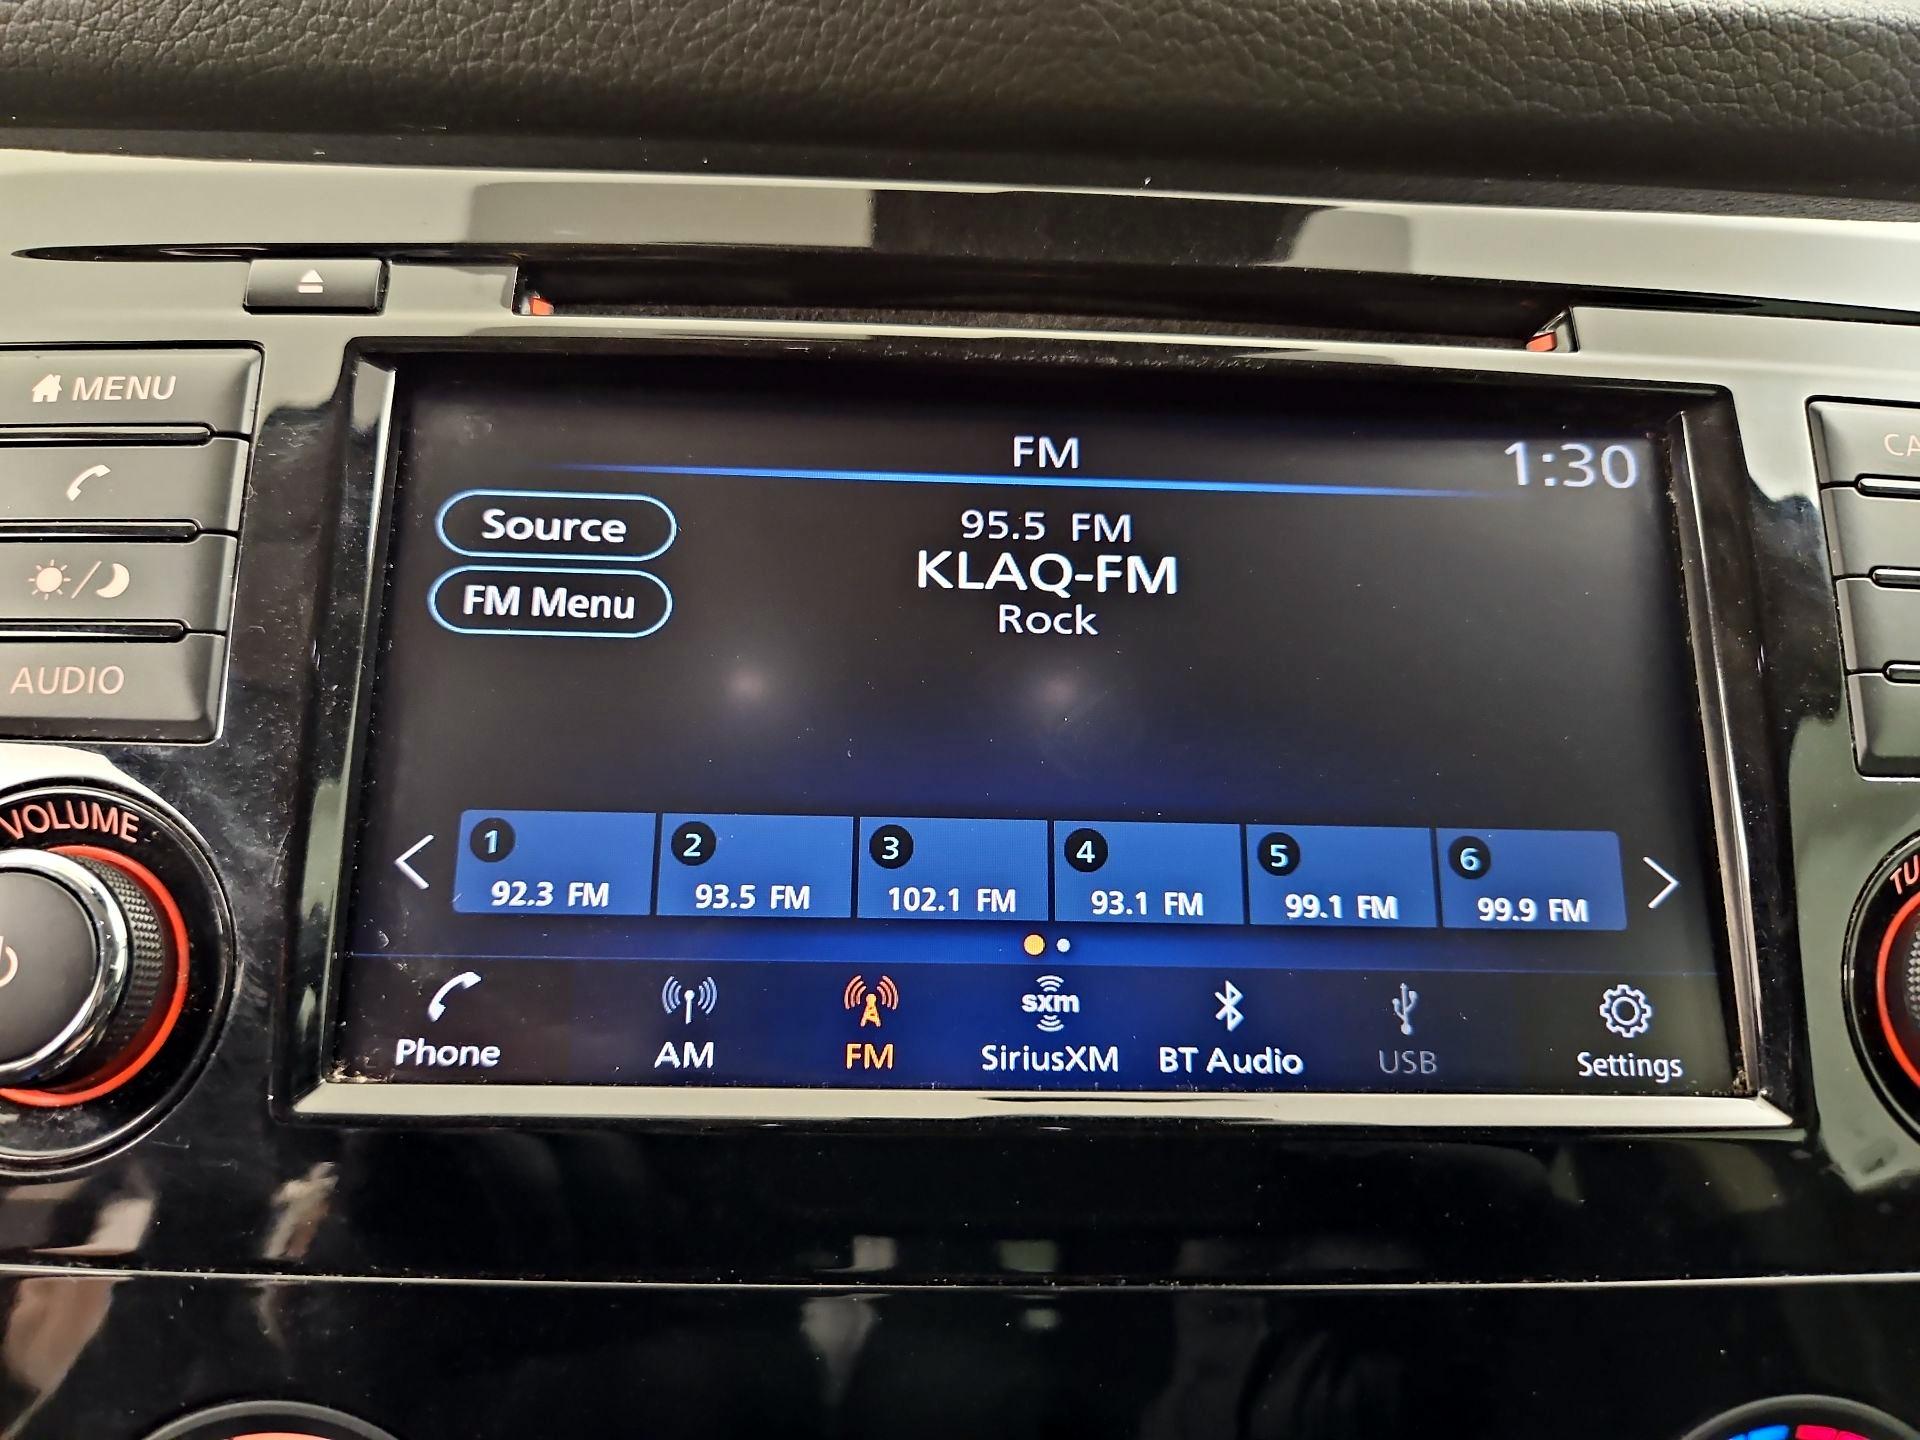 MENU
AUDIO
VOLUME
FM
1:30
Source
FM Menu
95.5 FM
KLAQ-FM
Rock
1
2
3
4
5
6
92.3 FM
93.5 FM
102.1 FM
93.1 FM
99.1 FM
99.9 FM
sxm
Phone
AM
FM
SiriusXM
BT Audio
USB
Settings